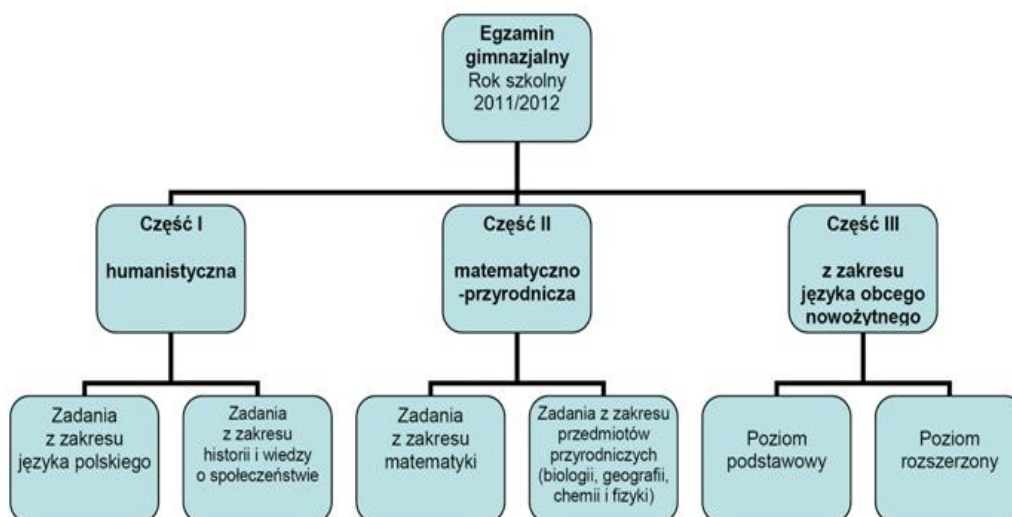 Egzamin
gimnazjalny
Rok szkolny
2011/2012
Część I
humanistyczna
Część II
matematyczno
-przyrodnicza
Część III
z zakresu
języka obcego
nowożytnego
Zadania
z zakresu
języka polskiego
Zadania
z zakresu
historii i wiedzy
o społeczeństwie
Zadania
z zakresu
matematyki
Zadania z zakresu
przedmiotów
przyrodniczych
(biologii, geografii,
chemii i fizyki)
Poziom
podstawowy
Poziom
rozszerzony